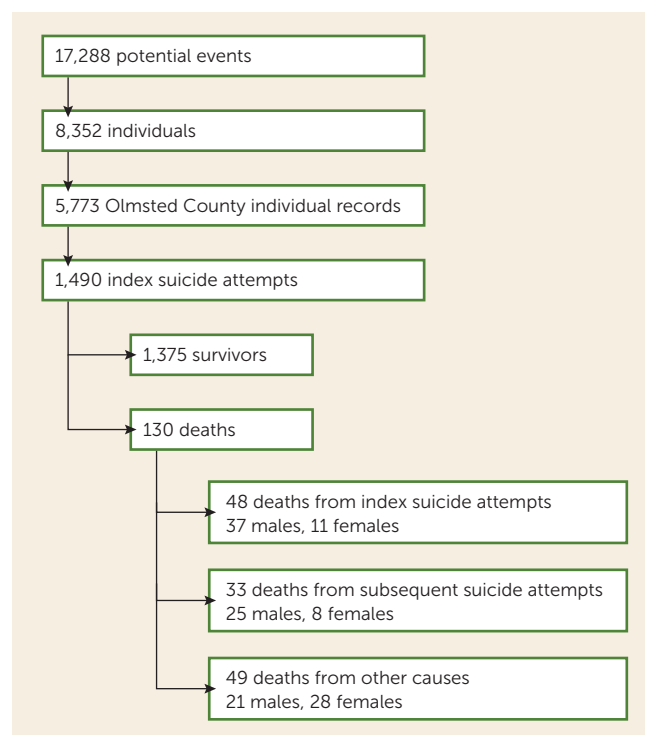 17,288 potential events
8,352 individuals
5,773 Olmsted County individual records
1,490 index suicide attempts
1,375 survivors
130 deaths
48 deaths from index suicide attempts
37 males, 11 females
33 deaths from subsequent suicide attempts
25 males, 8 females
49 deaths from other causes
21 males, 28 females